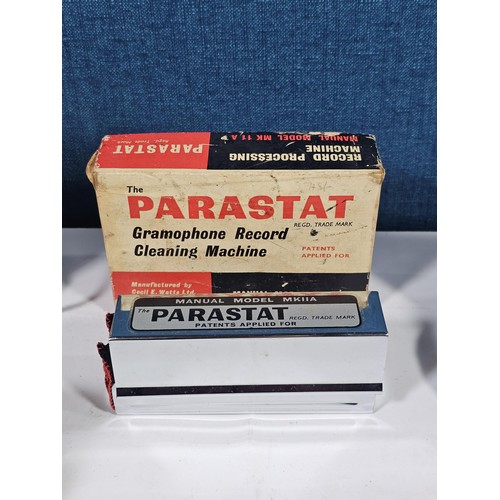 PARASTAT
Regd. Trade Mark
MANUAL MODEL MK 11 A
RECORD PROCESSING
MACHINE
The
PARASTAT
REGD. TRADE MARK
Gramophone Record
Cleaning Machine
PATENTS
APPLIED FOR
Manufactured by
Cecil E. Watts Ltd.
MANUAL MODEL MKIIA
The PARASTAT REGD. TRADE MARK
PATENTS APPLIED FOR